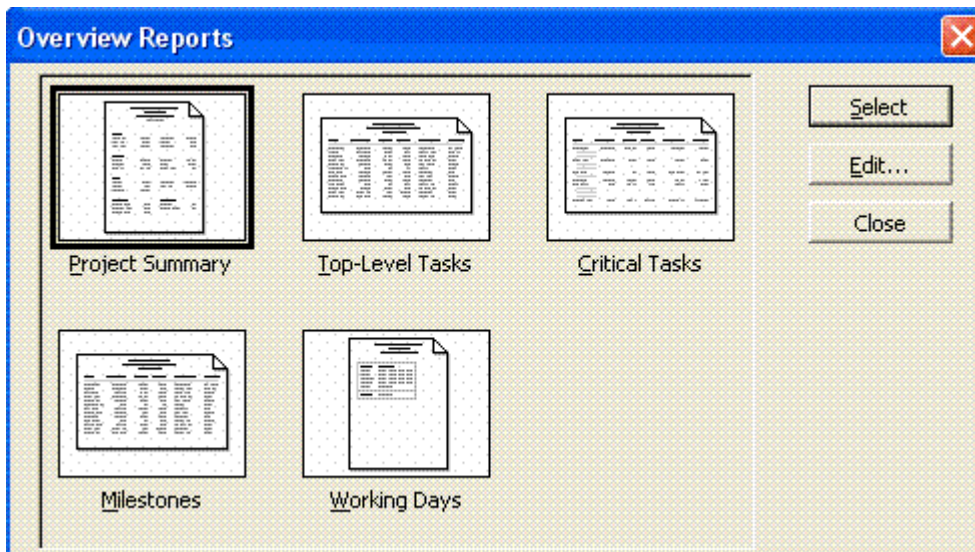 Overview Reports
Select
Edit...
Close
Project Summary
Top-Level Tasks
Critical Tasks
Milestones
Working Days